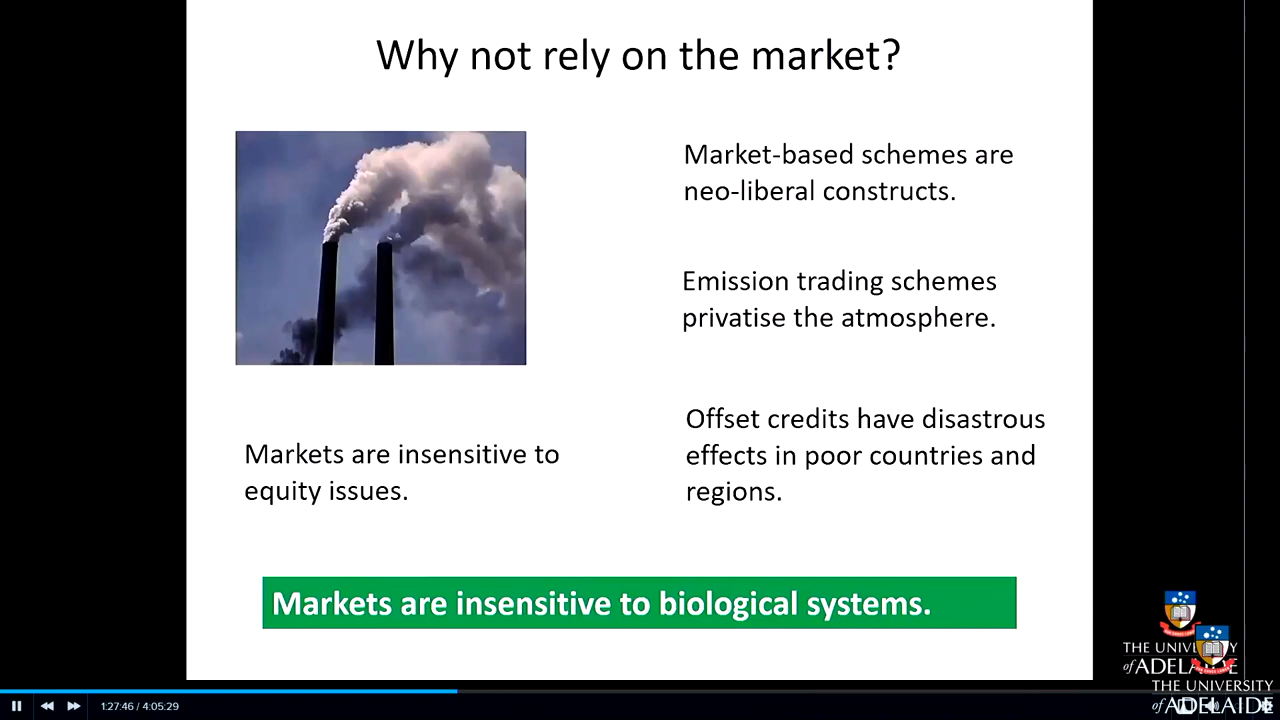 Why not rely on the market?
Market-based schemes are
neo-liberal constructs.
Emission trading schemes
privatise the atmosphere.
Offset credits have disastrous
effects in poor countries and
regions.
Markets are insensitive to
equity issues.
Markets are insensitive to biological systems.
THE UNIVERSITY
of ADELAIDE
THE UNIVERSITY
of ADELAIDE
1:27:46 / 4:05:29